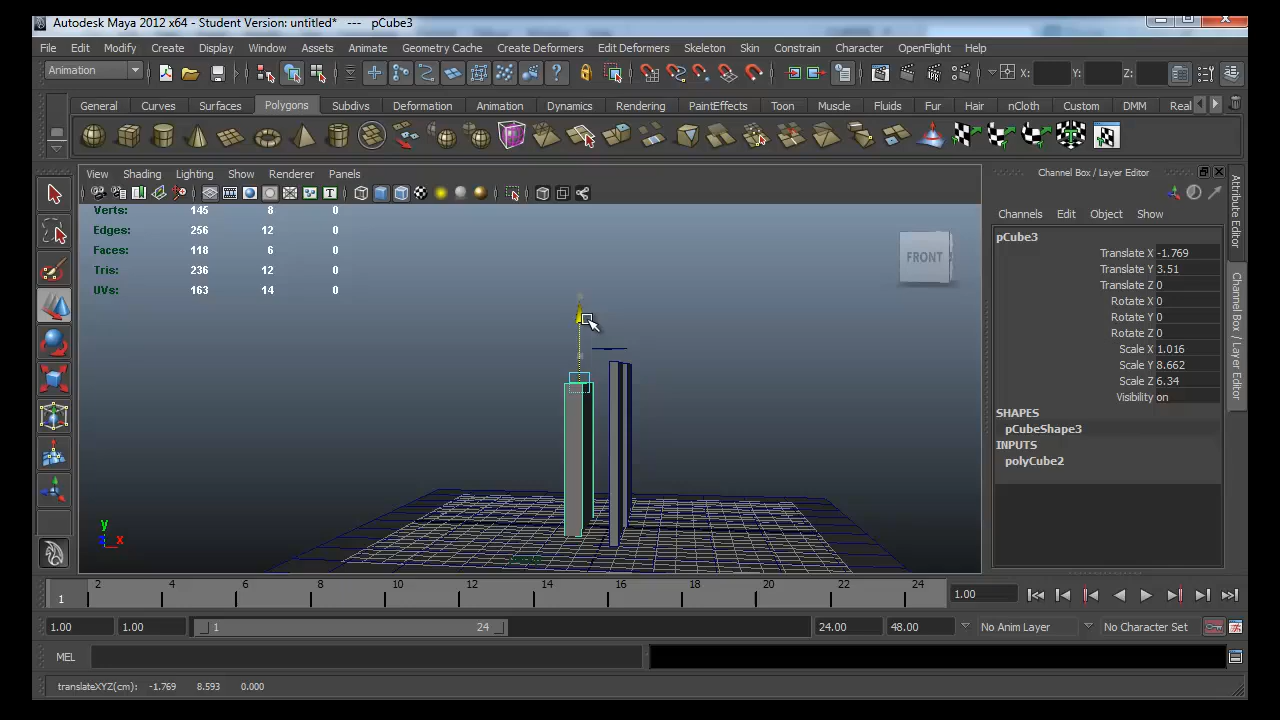 Autodesk Maya 2012 x64 - Student Version: untitled* --- pCube3
File Edit Modify Create Display Window Assets Animate Geometry Cache Create Deformers Edit Deformers Skeleton Skin Constrain Character OpenFlight Help
Animation X: Y: Z:
General Curves Surfaces Polygons Subdivs Deformation Animation Dynamics Rendering PaintEffects Toon Muscle Fluids Fur Hair nCloth Custom DMM Real
View Shading Lighting Show Renderer Panels
Verts: 145 8 0
Edges: 256 12 0
Faces: 118 6 0
Tris: 236 12 0
UVs: 163 14 0
FRONT
y
x
Channel Box / Layer Editor
Channels Edit Object Show
pCube3
Translate X -1.769
Translate Y 3.51
Translate Z 0
Rotate X 0
Rotate Y 0
Rotate Z 0
Scale X 1.016
Scale Y 8.662
Scale Z 6.34
Visibility on
SHAPES
pCubeShape3
INPUTS
polyCube2
Attribute Editor
Channel Box / Layer Editor
2 4 6 8 10 12 14 16 18 20 22 24
1
1.00
1.00 1.00 1 24 24.00 48.00 No Anim Layer No Character Set
MEL
translateXYZ(cm): -1.769 8.593 0.000